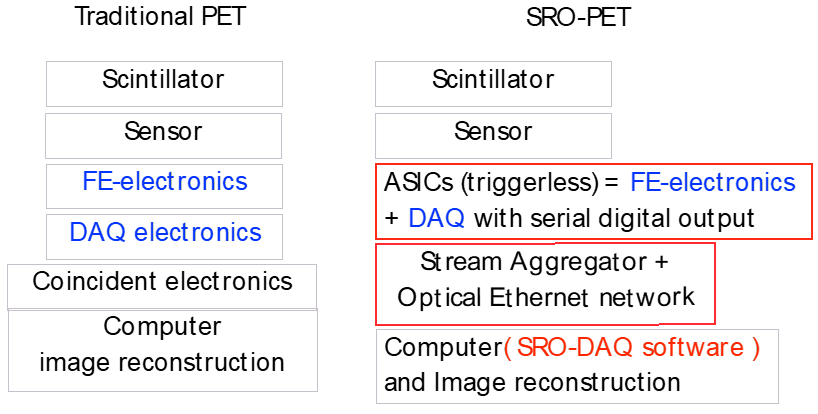 Traditional PET
Scintillator
Sensor
FE-electronics
DAQ electronics
Coincident electronics
Computer
image reconstruction
SRO-PET
Scintillator
Sensor
ASICs (triggerless) = FE-electronics
+ DAQ with serial digital output
Stream Aggregator +
Optical Ethernet network
Computer( SRO-DAQ software )
and Image reconstruction